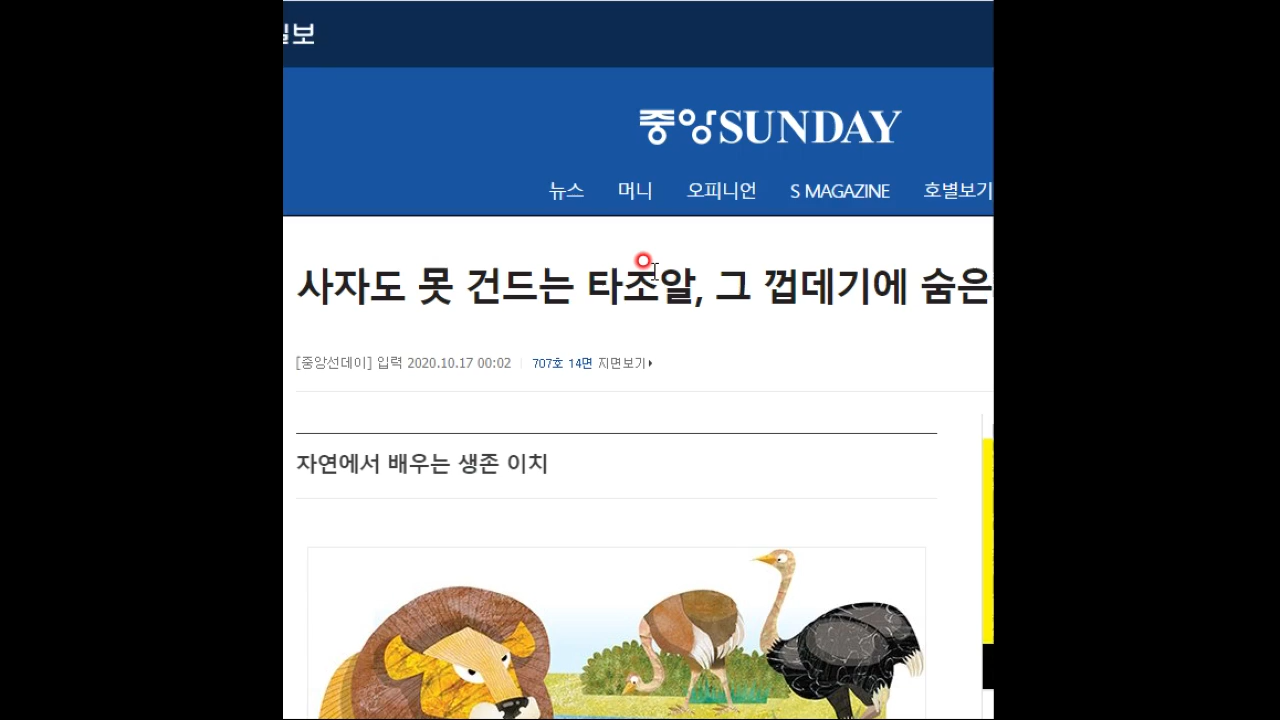 일보
중앙SUNDAY
뉴스 머니 오피니언 S MAGAZINE 호별보기
사자도 못 건드는 타조알, 그 껍데기에 숨은
[중앙선데이] 입력 2020.10.17 00:02 707호 14면 지면보기
자연에서 배우는 생존 이치